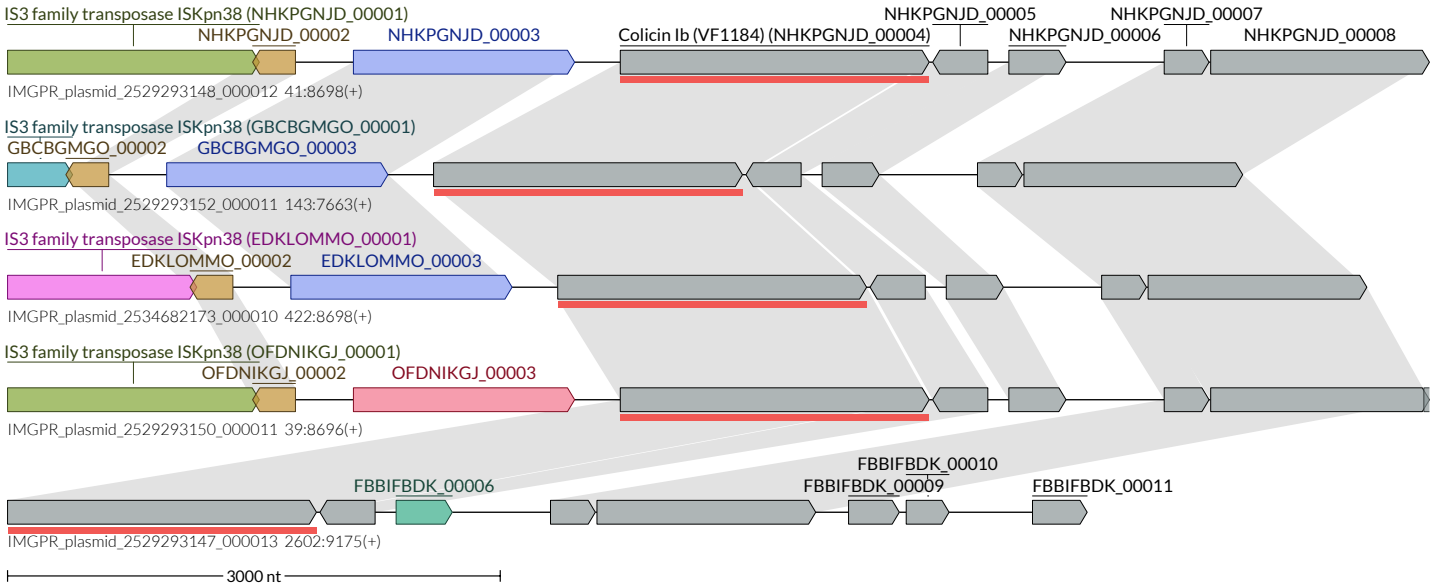 IS3 family transposase ISKpn38 (NHKPGNJD_00001)
NHKPGNJD_00005
NHKPGNJD_00007
NHKPGNJD_00002
NHKPGNJD_00003
Colicin Ib (VF1184) (NHKPGNJD_00004)
NHKPGNJD_00006
NHKPGNJD_00008
IMGPR_plasmid_2529293148_000012 41:8698(+)
IS3 family transposase ISKpn38 (GBCBGMGO_00001)
GBCBGMGO_00002
GBCBGMGO_00003
IMGPR_plasmid_2529293152_000011 143:7663(+)
IS3 family transposase ISKpn38 (EDKLOMMO_00001)
EDKLOMMO_00002
EDKLOMMO_00003
IMGPR_plasmid_2534682173_000010 422:8698(+)
IS3 family transposase ISKpn38 (OFDNIKGJ_00001)
OFDNIKGJ_00002
OFDNIKGJ_00003
IMGPR_plasmid_2529293150_000011 39:8696(+)
FBBIFBDK_00010
FBBIFBDK_00006
FBBIFBDK_00009
FBBIFBDK_00011
IMGPR_plasmid_2529293147_000013 2602:9175(+)
3000 nt